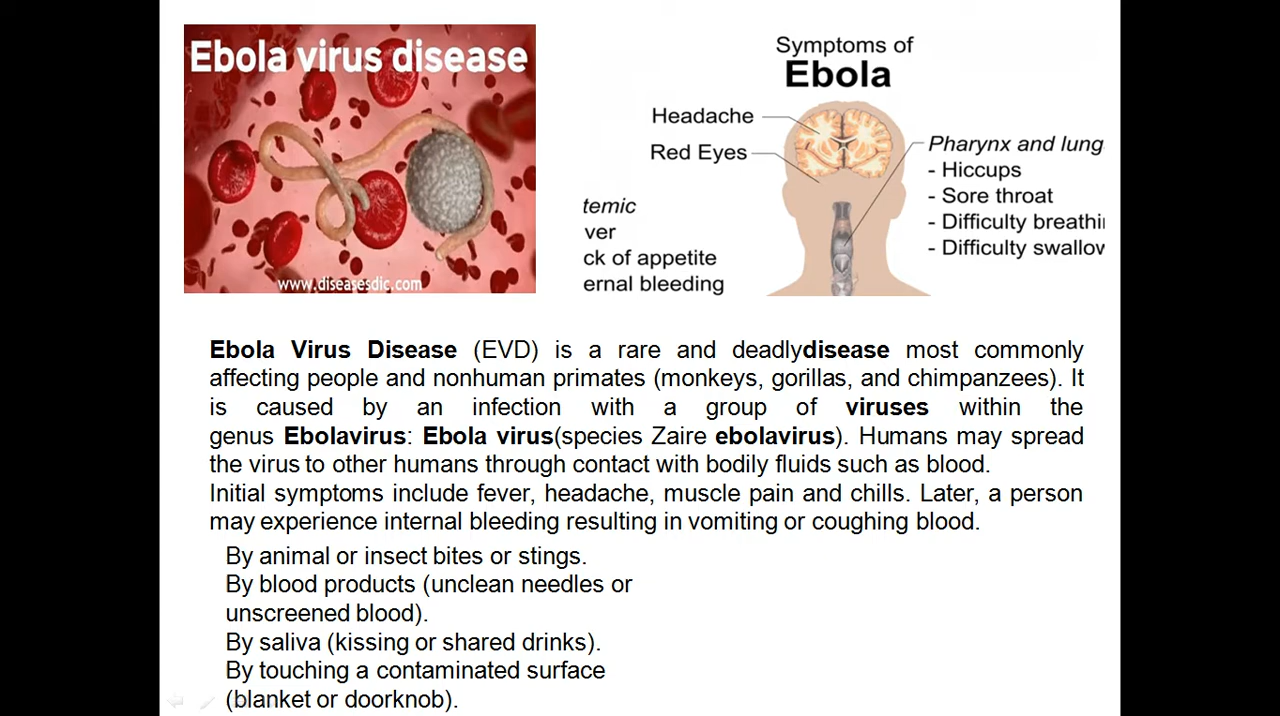 Ebola virus disease
www.diseasesdic.com
Symptoms of
Ebola
Headache
Red Eyes
temic
ver
ck of appetite
ernal bleeding
Pharynx and lung
- Hiccups
- Sore throat
- Difficulty breathi
- Difficulty swallow
Ebola Virus Disease (EVD) is a rare and deadlydisease most commonly
affecting people and nonhuman primates (monkeys, gorillas, and chimpanzees). It
is caused by an infection with a group of viruses within the
genus Ebolavirus: Ebola virus(species Zaire ebolavirus). Humans may spread
the virus to other humans through contact with bodily fluids such as blood.
Initial symptoms include fever, headache, muscle pain and chills. Later, a person
may experience internal bleeding resulting in vomiting or coughing blood.
By animal or insect bites or stings.
By blood products (unclean needles or
unscreened blood).
By saliva (kissing or shared drinks).
By touching a contaminated surface
(blanket or doorknob).